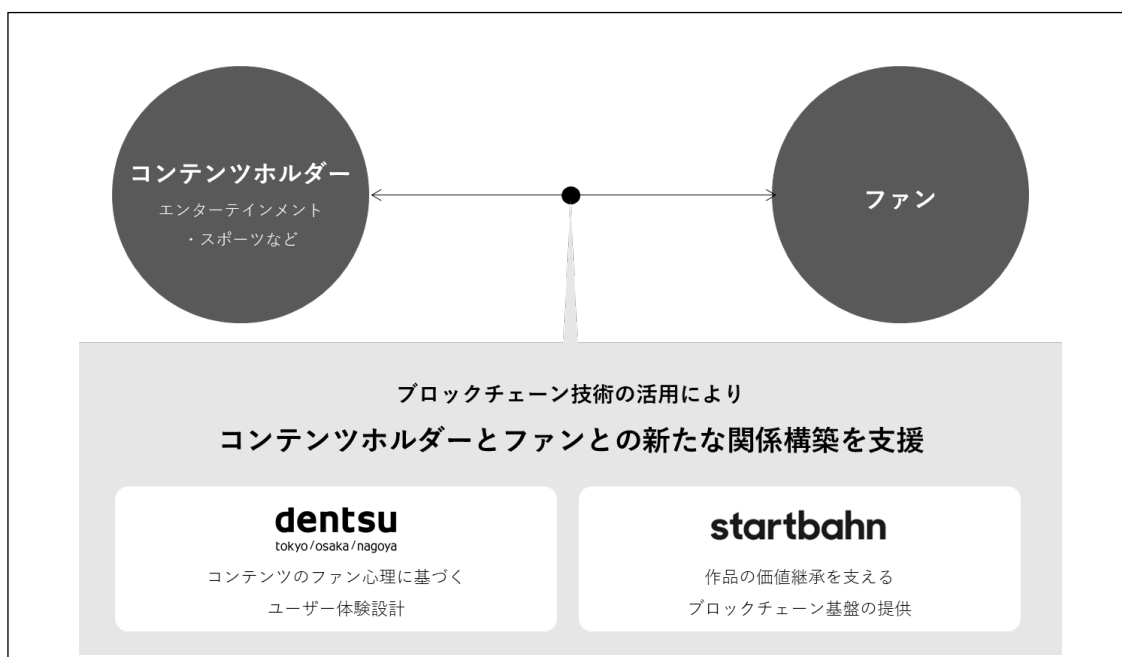 コンテンツホルダー
エンターテインメント
・スポーツなど
ファン
ブロックチェーン技術の活用により
コンテンツホルダーとファンとの新たな関係構築を支援
dentsu
tokyo/osaka/nagoya
コンテンツのファン心理に基づく
ユーザー体験設計
startbahn
作品の価値継承を支える
ブロックチェーン基盤の提供